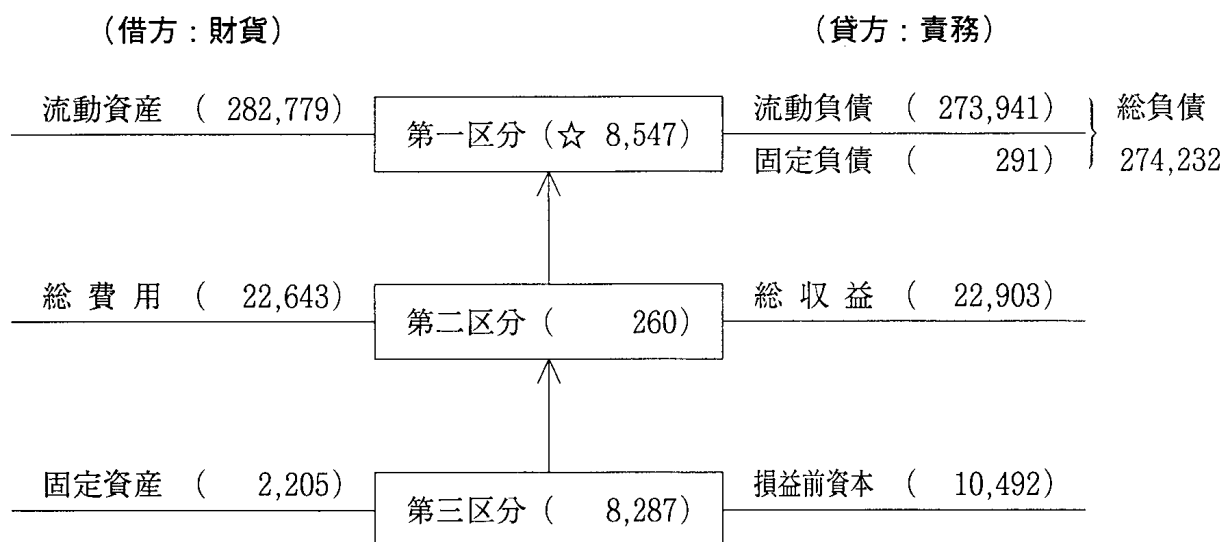 (借方:財貨) (貸方:責務)
流動資産 ( 282,779) 第一区分 (☆ 8,547) 流動負債 ( 273,941) 総負債
固定負債 ( 291) 274,232
総費用 ( 22,643) 第二区分 ( 260) 総収益 ( 22,903)
固定資産 ( 2,205) 第三区分 ( 8,287) 損益前資本 ( 10,492)